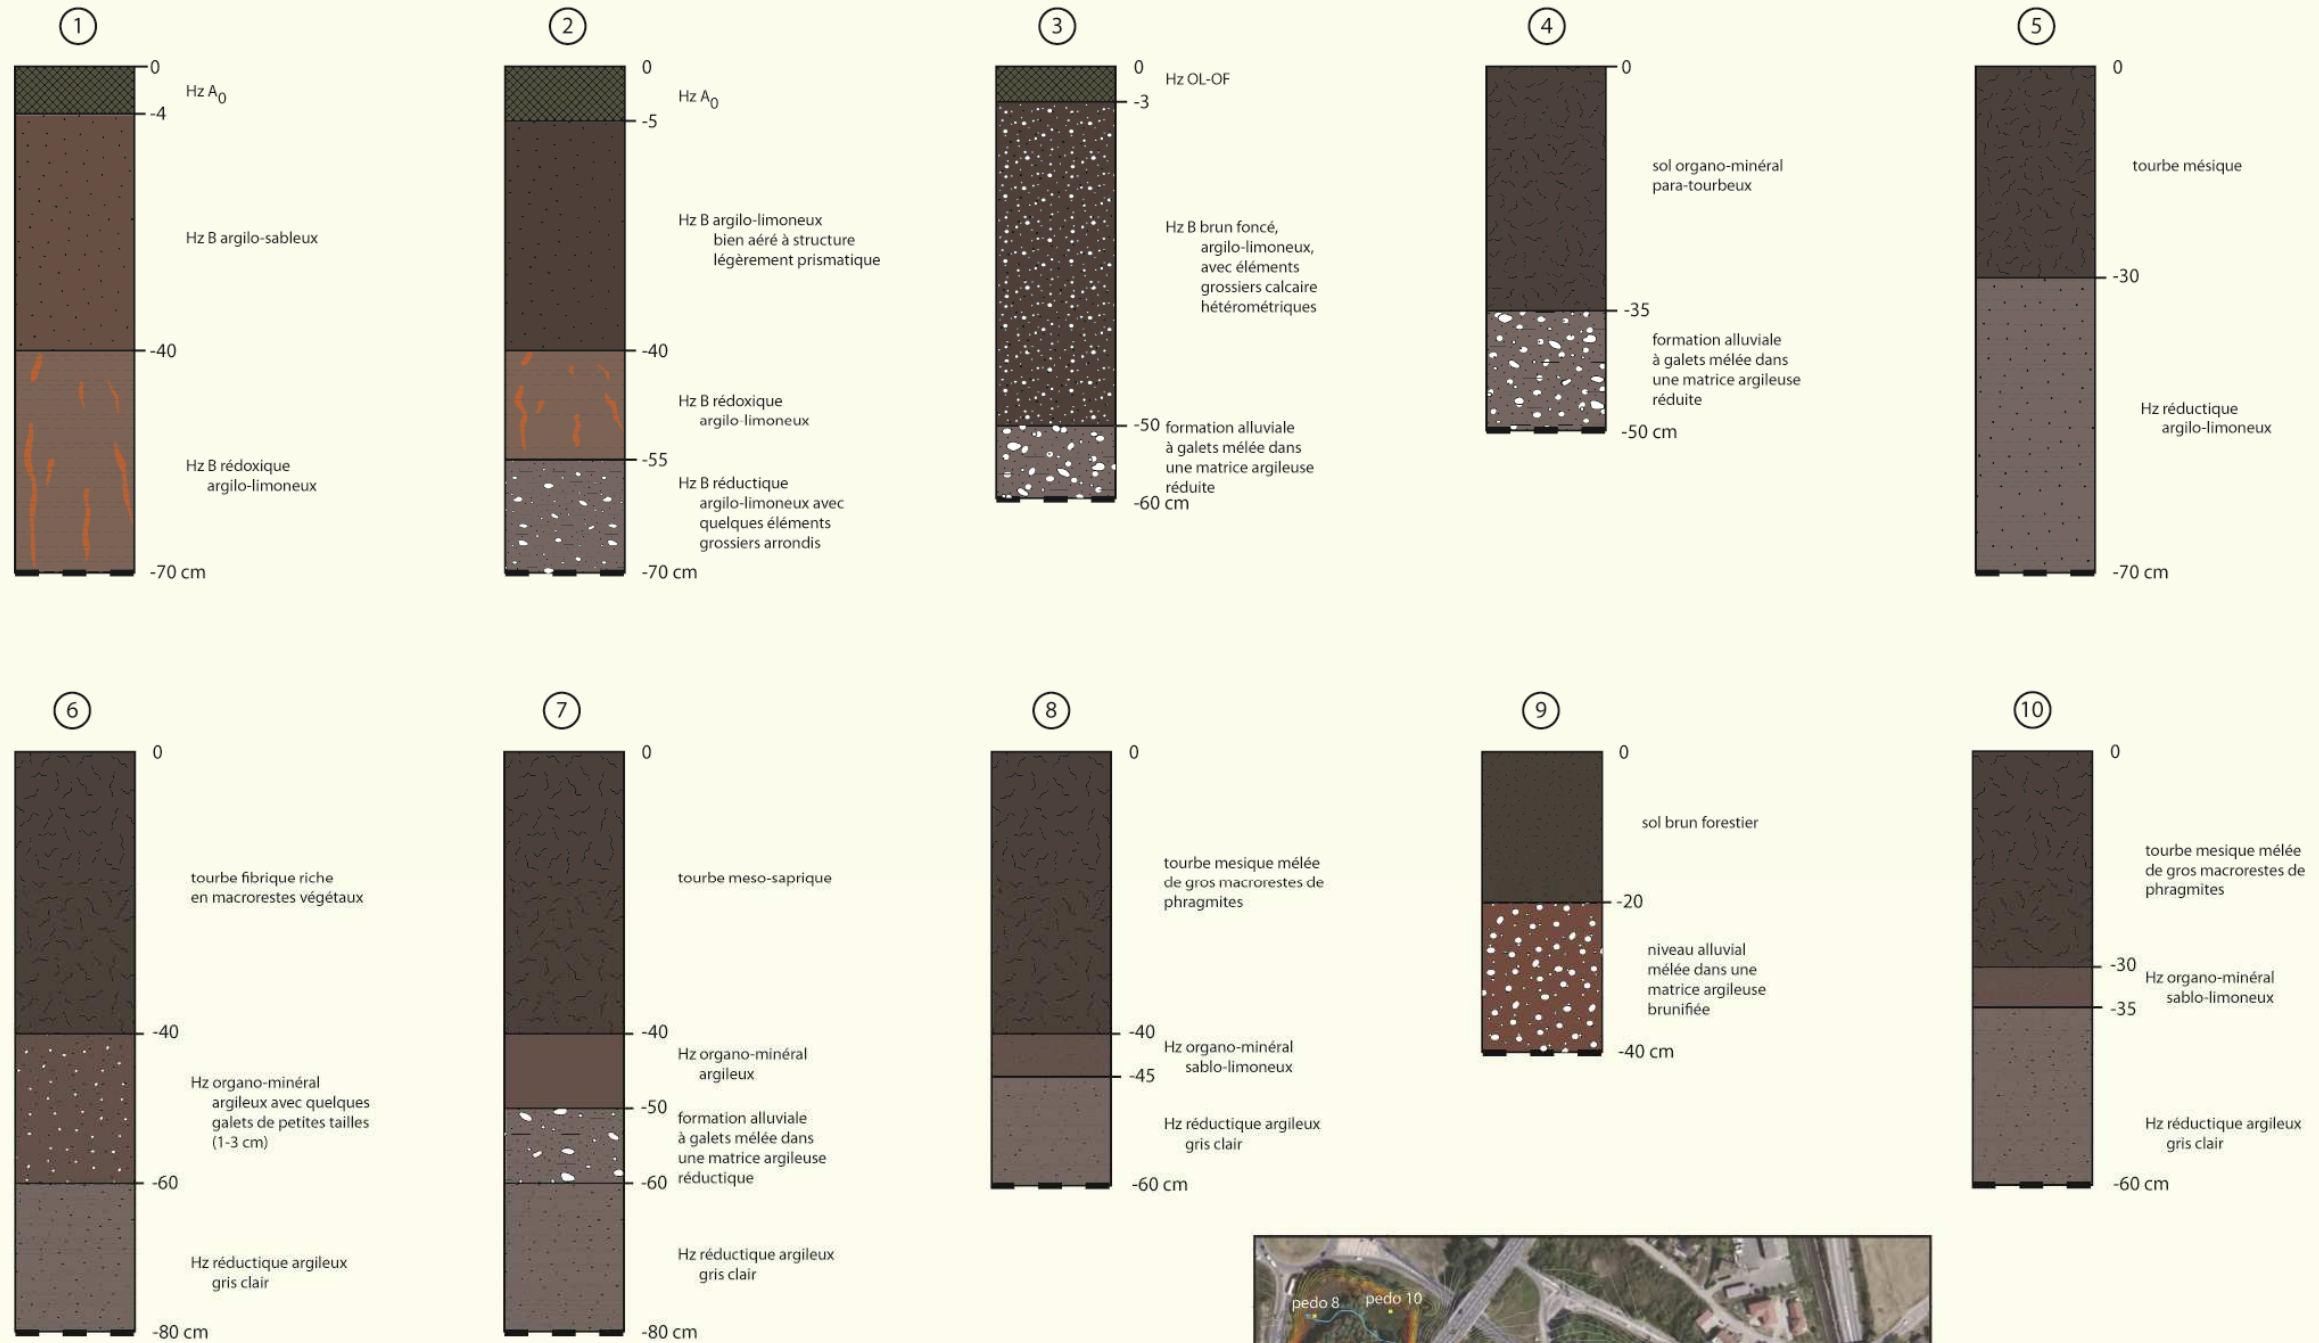 1
0
Hz A0
-4
Hz B argilo-sableux
-40
Hz B rédoxique
argilo-limoneux
-70 cm
2
0
Hz A0
-5
Hz B argilo-limoneux
bien aéré à structure
légèrement prismatique
-40
Hz B rédoxique
argilo-limoneux
-55
Hz B réductique
argilo-limoneux avec
quelques éléments
grossiers arrondis
-70 cm
3
0
Hz OL-OF
-3
Hz B brun foncé,
argilo-limoneux,
avec éléments
grossiers calcaire
hétérométriques
-50
formation alluviale
à galets mélée dans
une matrice argileuse
réduite
-60 cm
4
0
sol organo-minéral
para-tourbeux
-35
formation alluviale
à galets mélée dans
une matrice argileuse
réduite
-50 cm
5
0
tourbe mésique
-30
Hz réductique
argilo-limoneux
-70 cm
6
0
tourbe fibrique riche
en macrorestes végétaux
-40
Hz organo-minéral
argileux avec quelques
galets de petites tailles
(1-3 cm)
-60
Hz réductique argileux
gris clair
-80 cm
7
0
tourbe meso-saprique
-40
Hz organo-minéral
argileux
-50
formation alluviale
à galets mélée dans
une matrice argileuse
réductique
-60
Hz réductique argileux
gris clair
-80 cm
8
0
tourbe mesique mélée
de gros macrorestes de
phragmites
-40
Hz organo-minéral
sablo-limoneux
-45
Hz réductique argileux
gris clair
-60 cm
9
0
sol brun forestier
-20
niveau alluvial
mélée dans une
matrice argileuse
brunifiée
-40 cm
10
0
tourbe mesique mélée
de gros macrorestes de
phragmites
-30
Hz organo-minéral
sablo-limoneux
-35
Hz réductique argileux
gris clair
-60 cm
pedo 8
pedo 10